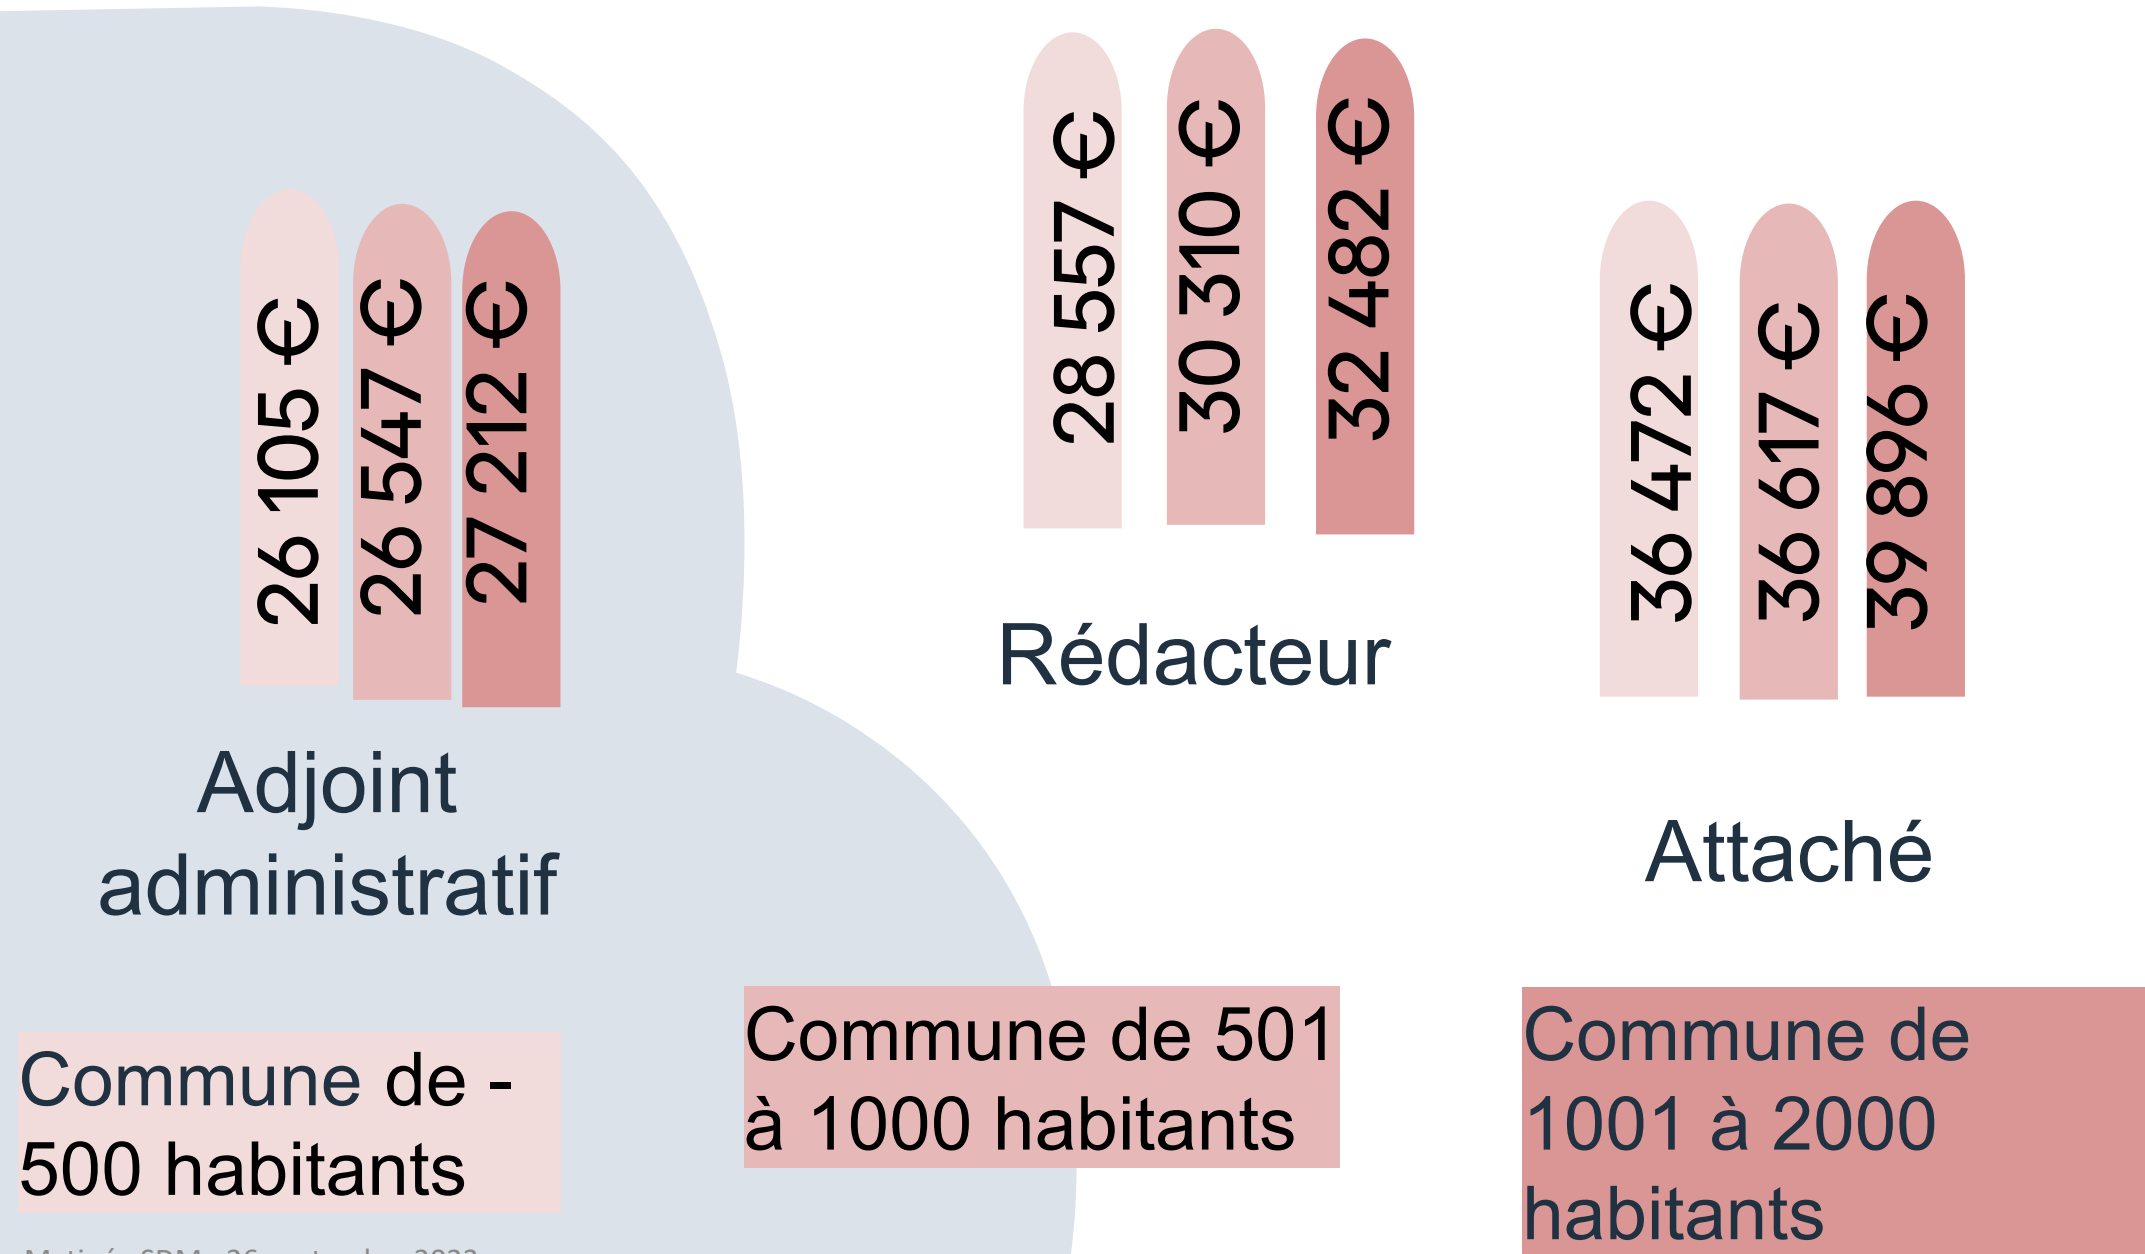 26 105 €
26 547 €
27 212 €
Adjoint
administratif
28 557 €
30 310 €
32 482 €
Rédacteur
36 472 €
36 617 €
39 896 €
Attaché
Commune de -
500 habitants
Commune de 501
à 1000 habitants
Commune de
1001 à 2000
habitants